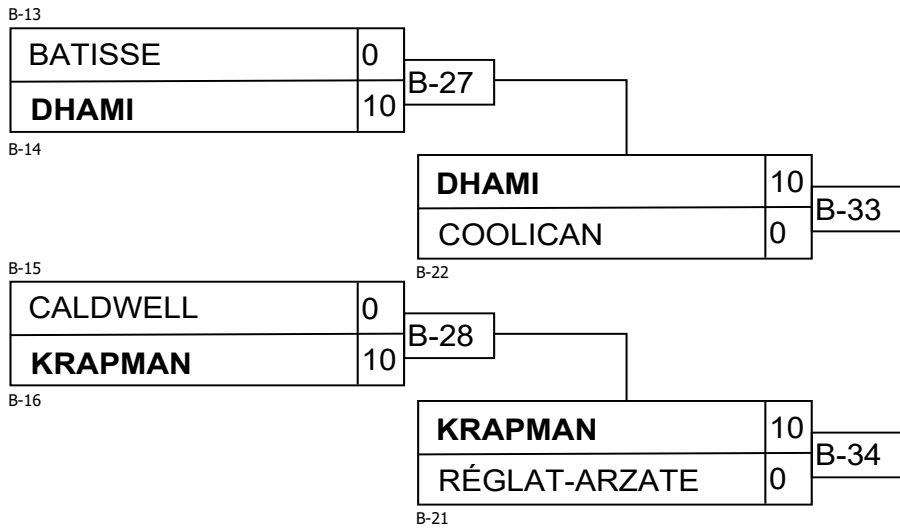 B-13
BATISSE 0
B-27
DHAMI 10
B-14
DHAMI 10
B-33
COOLICAN 0
B-22
B-15
CALDWELL 0
B-28
KRAPMAN 10
B-16
KRAPMAN 10
B-34
RÉGLAT-ARZATE 0
B-21